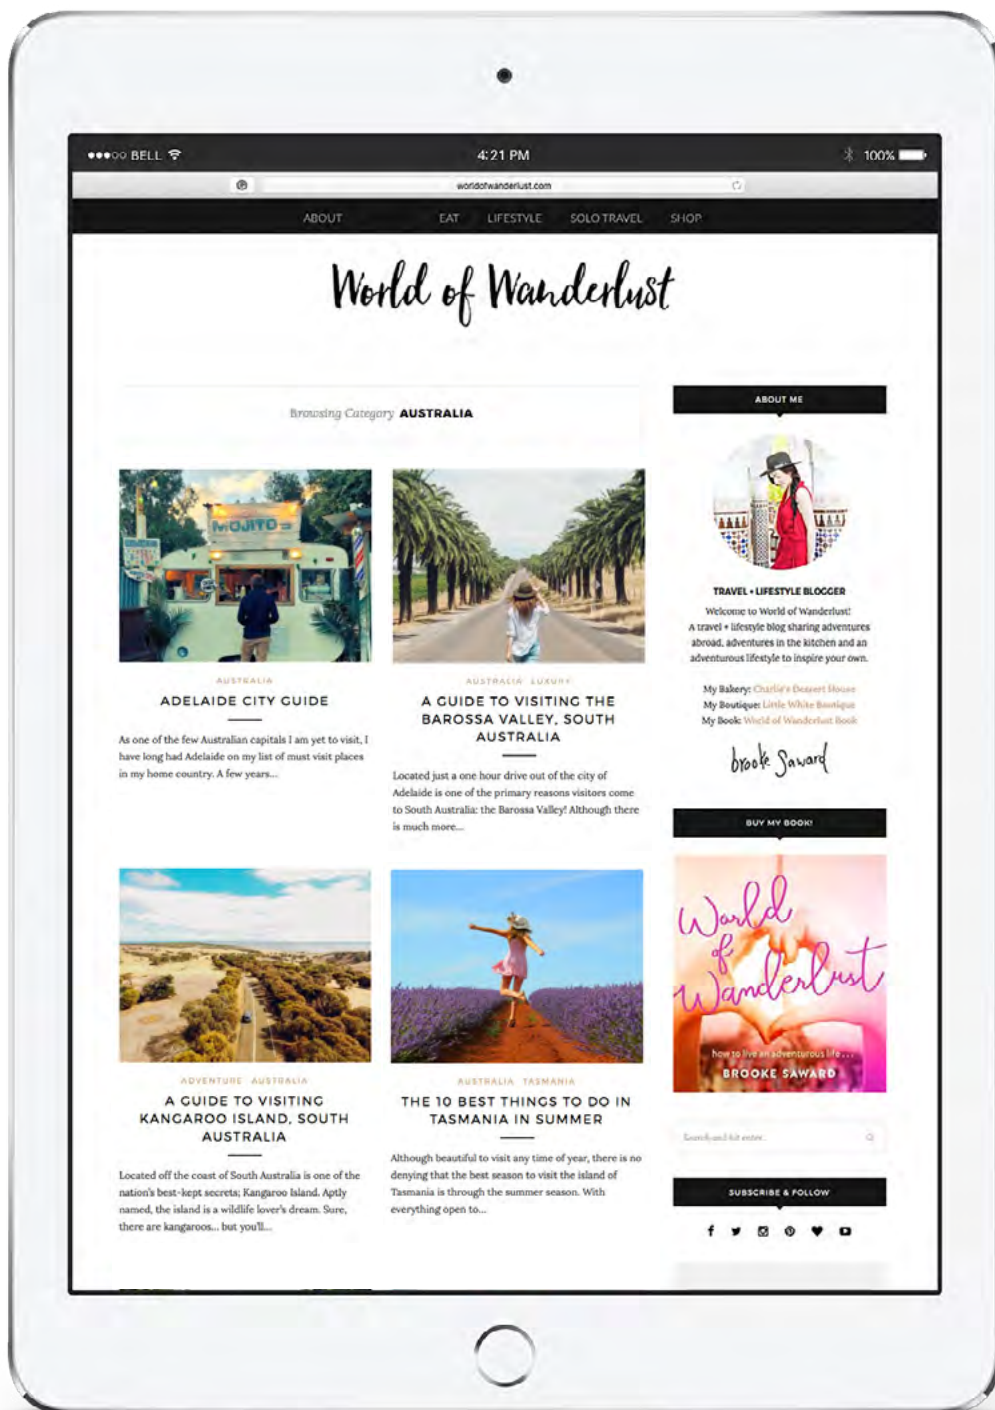 BELL
4:21 PM
100%
worldofwanderlust.com
ABOUT EAT LIFESTYLE SOLO TRAVEL SHOP
World of Wanderlust
Browsing Category AUSTRALIA
MOJITO
AUSTRALIA
ADELAIDE CITY GUIDE
As one of the few Australian capitals I am yet to visit, I
have long had Adelaide on my list of must visit places
in my home country. A few years...
AUSTRALIA LUXURY
A GUIDE TO VISITING THE
BAROSSA VALLEY, SOUTH
AUSTRALIA
Located just a one hour drive out of the city of
Adelaide is one of the primary reasons visitors come
to South Australia: the Barossa Valley! Although there
is much more...
ADVENTURE AUSTRALIA
A GUIDE TO VISITING
KANGAROO ISLAND, SOUTH
AUSTRALIA
Located off the coast of South Australia is one of the
nation's best-kept secrets; Kangaroo Island. Aptly
named, the island is a wildlife lover's dream. Sure,
there are kangaroos... but you'll...
AUSTRALIA TASMANIA
THE 10 BEST THINGS TO DO IN
TASMANIA IN SUMMER
Although beautiful to visit any time of year, there is no
denying that the best season to visit the island of
Tasmania is through the summer season. With
everything open to...
ABOUT ME
TRAVEL + LIFESTYLE BLOGGER
Welcome to World of Wanderlust!
A travel + lifestyle blog sharing adventures
abroad, adventures in the kitchen and an
adventurous lifestyle to inspire your own.
My Bakery: Charlie's Dessert House
My Boutique: Little White Boutique
My Book: World of Wanderlust Book
brooke Saward
BUY MY BOOK!
World
of
Wanderlust
how to live an adventurous life...
BROOKE SAWARD
Search and hit enter...
SUBSCRIBE & FOLLOW